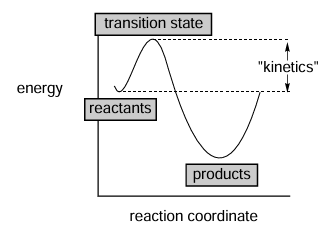 transition state
"kinetics"
energy
reactants
products
reaction coordinate